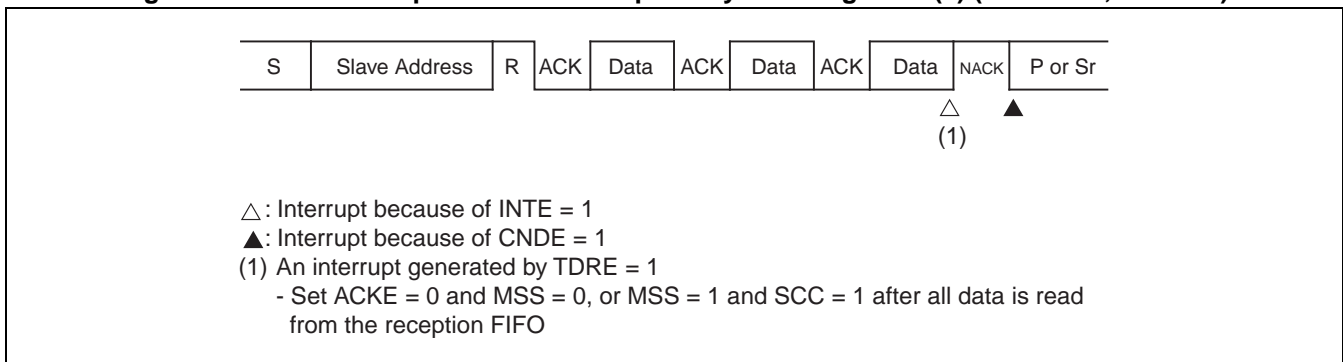 S Slave Address R ACK Data ACK Data ACK Data NACK P or Sr
△ ▲
(1)
△: Interrupt because of INTE = 1
▲: Interrupt because of CNDE = 1
(1) An interrupt generated by TDRE = 1
- Set ACKE = 0 and MSS = 0, or MSS = 1 and SCC = 1 after all data is read
from the reception FIFO